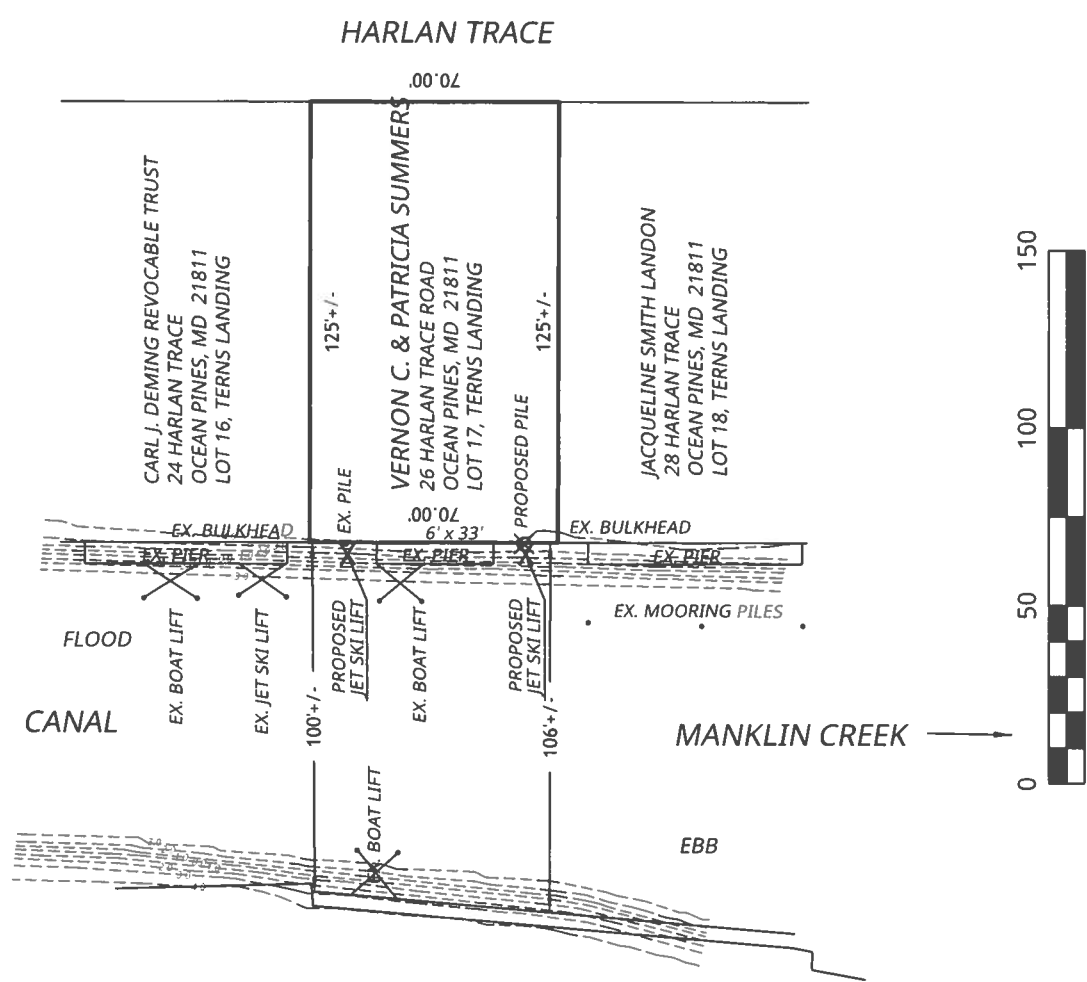 HARLAN TRACE
70.00'
CARL J. DEMING REVOCABLE TRUST
24 HARLAN TRACE
OCEAN PINES, MD 21811
LOT 16, TERNS LANDING
125'+/-
VERNON C. & PATRICIA SUMMERS
26 HARLAN TRACE ROAD
OCEAN PINES, MD 21811
LOT 17, TERNS LANDING
125'+/-
JACQUELINE SMITH LANDON
28 HARLAN TRACE
OCEAN PINES, MD 21811
LOT 18, TERNS LANDING
150
100
50
0
EX. PILE
PROPOSED PILE
70.00'
6' x 33'
EX. BULKHEAD
EX. BULKHEAD
EX. PIER
EX. PIER
EX. PIER
EX. MOORING PILES
FLOOD
EX. BOAT LIFT
EX. JET SKI LIFT
PROPOSED
JET SKI LIFT
EX. BOAT LIFT
PROPOSED
JET SKI LIFT
CANAL
100'+/-
106'+/-
MANKLIN CREEK
BOAT LIFT
EBB